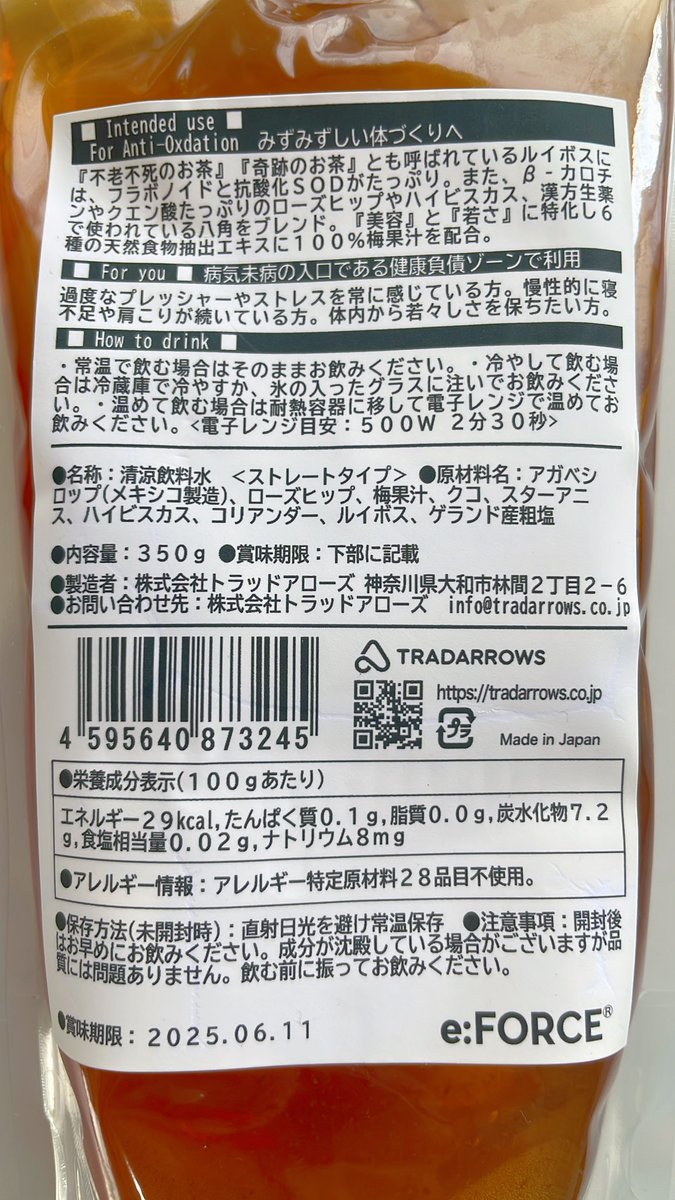 ■ Intended use ■
For Anti-Oxdation みずみずしい体づくりへ
『不老不死のお茶』『奇跡のお茶』とも呼ばれているルイボスに
は、フラボノイドと抗酸化SODがたっぷり。また、β-カロチ
ンやクエン酸たっぷりのローズヒップやハイビスカス、漢方生薬
で使われている八角をブレンド。『美容』と『若さ』に特化し6
種の天然食物抽出エキスに100%梅果汁を配合。
■ For you ■ 病気未病の入口である健康負債ゾーンで利用
過度なプレッシャーやストレスを常に感じている方。慢性的に寝
不足や肩こりが続いている方。体内から若々しさを保ちたい方。
■ How to drink ■
・常温で飲む場合はそのままお飲みください。・冷やして飲む場
合は冷蔵庫で冷やすか、氷の入ったグラスに注いでお飲みくださ
い。・温めて飲む場合は耐熱容器に移して電子レンジで温めてお
飲みください。<電子レンジ目安：500W 2分30秒>
●名称：清涼飲料水 <ストレートタイプ> ●原材料名：アガベシ
ロップ(メキシコ製造)、ローズヒップ、梅果汁、クコ、スターアニ
ス、ハイビスカス、コリアンダー、ルイボス、ゲランド産粗塩
●内容量：350g ●賞味期限：下部に記載
●製造者：株式会社トラッドアローズ 神奈川県大和市林間2丁目2-6
●お問い合わせ先：株式会社トラッドアローズ info@tradarrows.co.jp
TRADARROWS
https://tradarrows.co.jp
プラ
Made in Japan
4 595640 873245
●栄養成分表示(100gあたり)
エネルギー29kcal,たんぱく質0.1g,脂質0.0g,炭水化物7.2
g,食塩相当量0.02g,ナトリウム8mg
●アレルギー情報：アレルギー特定原材料28品目不使用。
●保存方法(未開封時)：直射日光を避け常温保存 ●注意事項：開封後
はお早めにお飲みください。成分が沈殿している場合がございますが品
質には問題ありません。飲む前に振ってお飲みください。
●賞味期限：2025.06.11
e:FORCE®